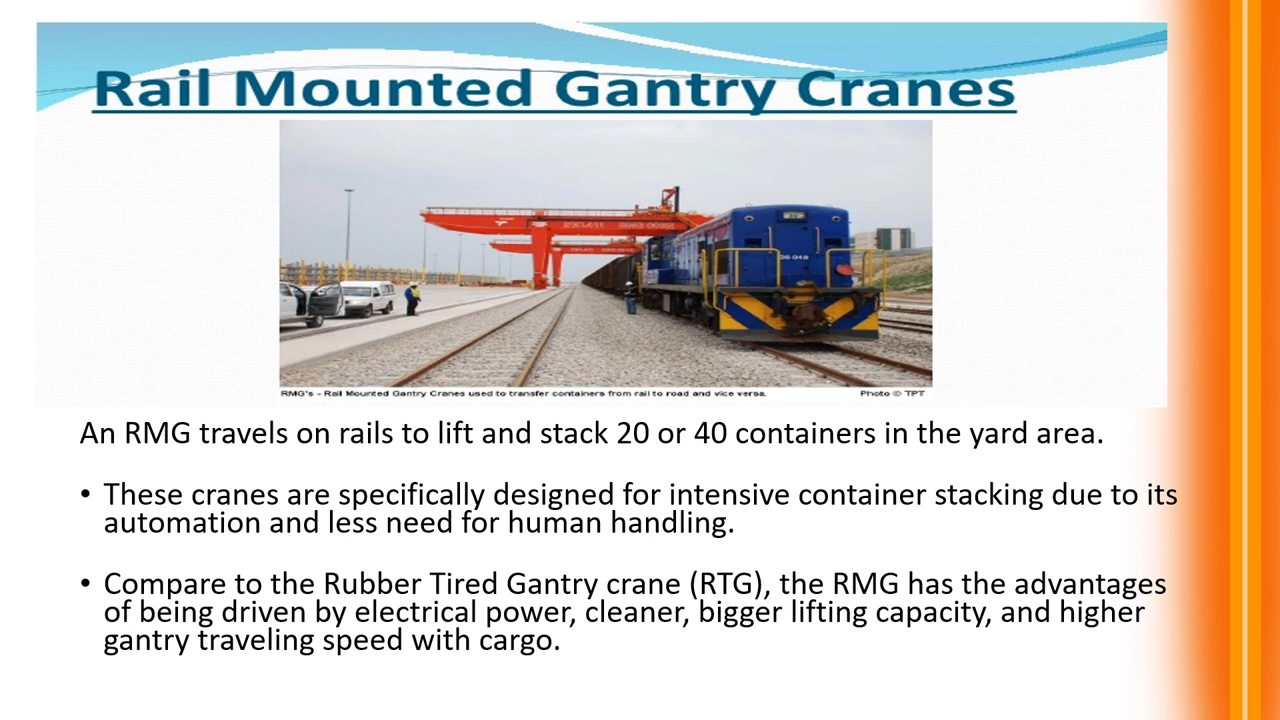 Rail Mounted Gantry Cranes
RMG's - Rail Mounted Gantry Cranes used to transfer containers from rail to road and vice versa.
Photo © TPT
An RMG travels on rails to lift and stack 20 or 40 containers in the yard area.
• These cranes are specifically designed for intensive container stacking due to its
automation and less need for human handling.
• Compare to the Rubber Tired Gantry crane (RTG), the RMG has the advantages
of being driven by electrical power, cleaner, bigger lifting capacity, and higher
gantry traveling speed with cargo.